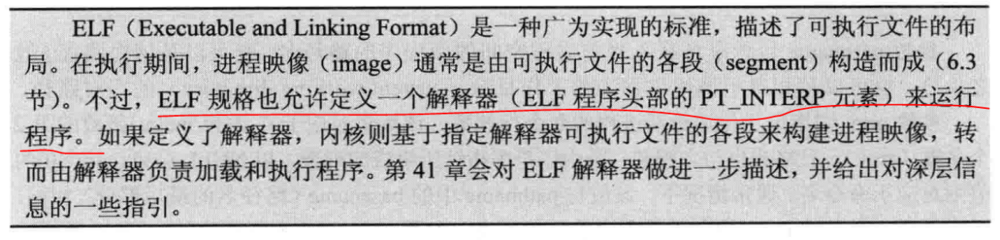 ELF（Executable and Linking Format）是一种广为实现的标准，描述了可执行文件的布
局。在执行期间，进程映像（image）通常是由可执行文件的各段（segment）构造而成（6.3
节）。不过，ELF 规格也允许定义一个解释器（ELF 程序头部的 PT_INTERP 元素）来运行
程序。如果定义了解释器，内核则基于指定解释器可执行文件的各段来构建进程映像，转
而由解释器负责加载和执行程序。第 41 章会对 ELF 解释器做进一步描述，并给出对深层信
息的一些指引。